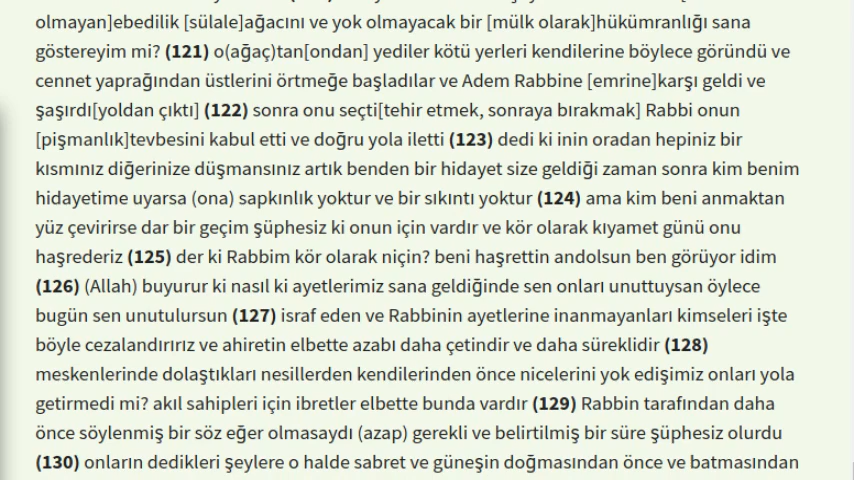 olmayan]ebedilik [sülale]ağacını ve yok olmayacak bir [mülk olarak]hükümranlığı sana
göstereyim mi? (121) o(ağaç)tan[ondan] yediler kötü yerleri kendilerine böylece göründü ve
cennet yaprağından üstlerini örtmeğe başladılar ve Adem Rabbine [emrine]karşı geldi ve
şaşırdı[yoldan çıktı] (122) sonra onu seçti[tehir etmek, sonraya bırakmak] Rabbi onun
[pişmanlık]tevbesini kabul etti ve doğru yola iletti (123) dedi ki inin oradan hepiniz bir
kısmınız diğerinize düşmansınız artık benden bir hidayet size geldiği zaman sonra kim benim
hidayetime uyarsa (ona) sapkınlık yoktur ve bir sıkıntı yoktur (124) ama kim beni anmaktan
yüz çevirirse dar bir geçim şüphesiz ki onun için vardır ve kör olarak kıyamet günü onu
haşrederiz (125) der ki Rabbim kör olarak niçin? beni haşrettin andolsun ben görüyor idim
(126) (Allah) buyurur ki nasıl ki ayetlerimiz sana geldiğinde sen onları unuttuysan öylece
bugün sen unutulursun (127) israf eden ve Rabbinin ayetlerine inanmayanları kimseleri işte
böyle cezalandırırız ve ahiretin elbette azabı daha çetindir ve daha süreklidir (128)
meskenlerinde dolaştıkları nesillerden kendilerinden önce nicelerini yok edişimiz onları yola
getirmedi mi? akıl sahipleri için ibretler elbette bunda vardır (129) Rabbin tarafından daha
önce söylenmiş bir söz eğer olmasaydı (azap) gerekli ve belirtilmiş bir süre şüphesiz olurdu
(130) onların dedikleri şeylere o halde sabret ve güneşin doğmasından önce ve batmasından